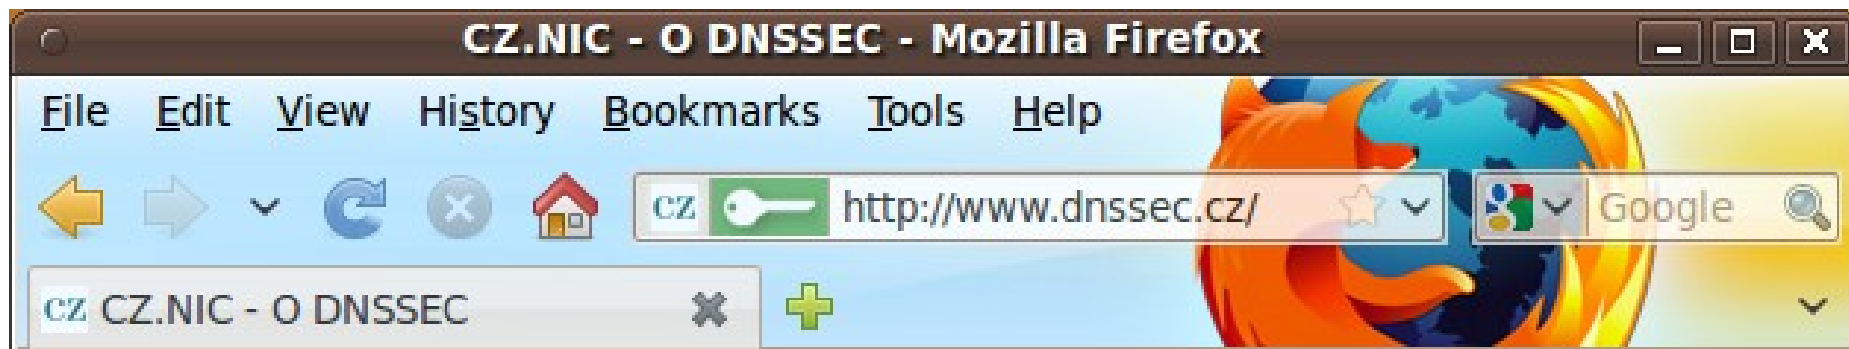 CZ.NIC - O DNSSEC - Mozilla Firefox
File Edit View History Bookmarks Tools Help
CZ http://www.dnssec.cz/ Google
CZ CZ.NIC - O DNSSEC